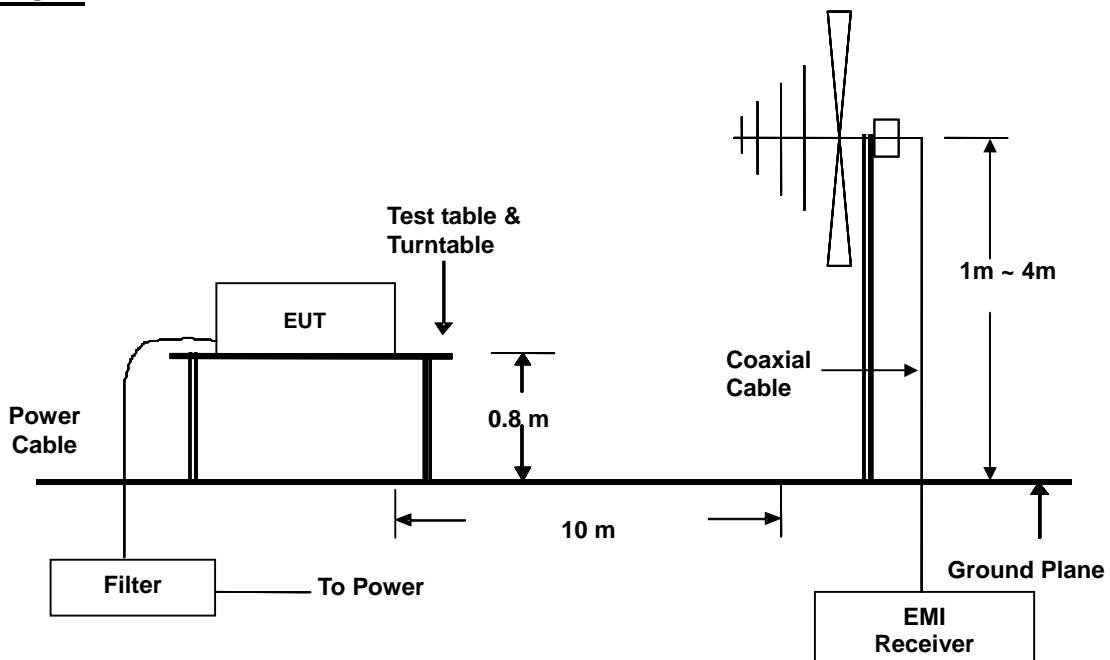 Test table &
Turntable
EUT
1m ~ 4m
Coaxial
Cable
0.8 m
Power
Cable
10 m
Filter
To Power
Ground Plane
EMI
Receiver